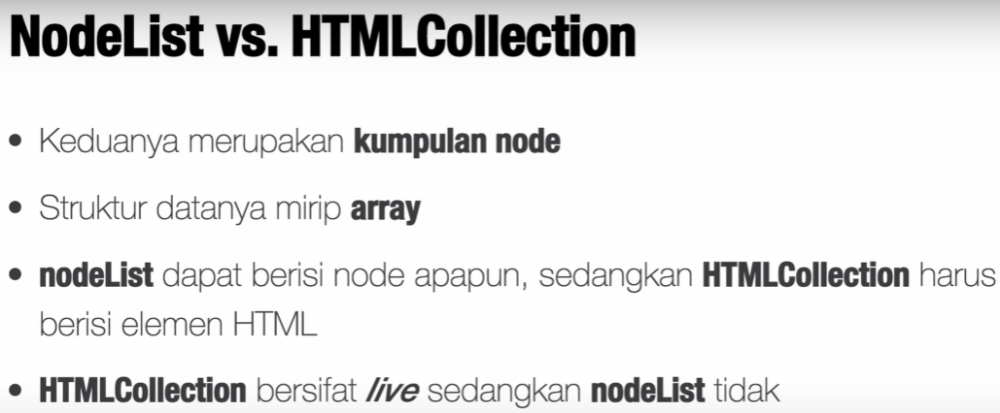 NodeList vs. HTMLCollection
• Keduanya merupakan kumpulan node
• Struktur datanya mirip array
• nodeList dapat berisi node apapun, sedangkan HTMLCollection harus
berisi elemen HTML
• HTMLCollection bersifat live sedangkan nodeList tidak